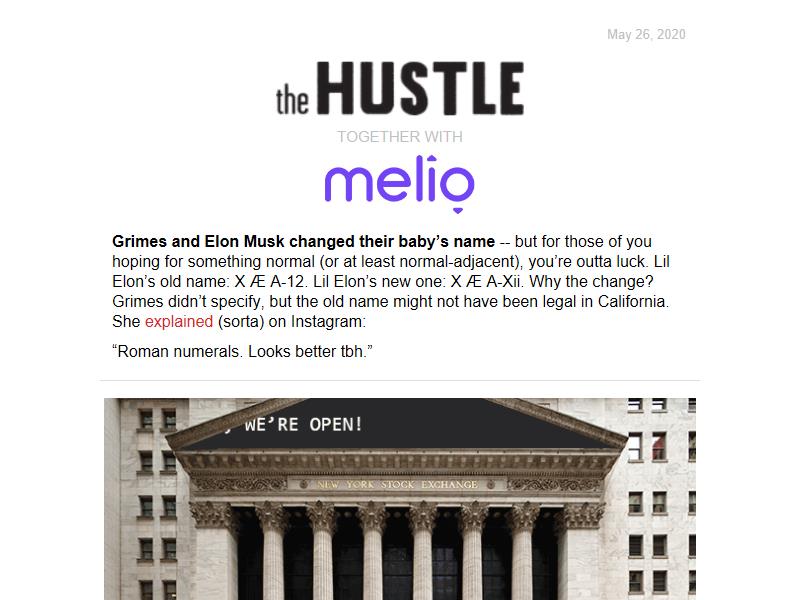 May 26, 2020
the HUSTLE
TOGETHER WITH
melio
Grimes and Elon Musk changed their baby’s name -- but for those of you
hoping for something normal (or at least normal-adjacent), you’re outta luck. Lil
Elon’s old name: X Æ A-12. Lil Elon’s new one: X Æ A-Xii. Why the change?
Grimes didn’t specify, but the old name might not have been legal in California.
She explained (sorta) on Instagram:
“Roman numerals. Looks better tbh.”
WE’RE OPEN!
NEW YORK STOCK EXCHANGE